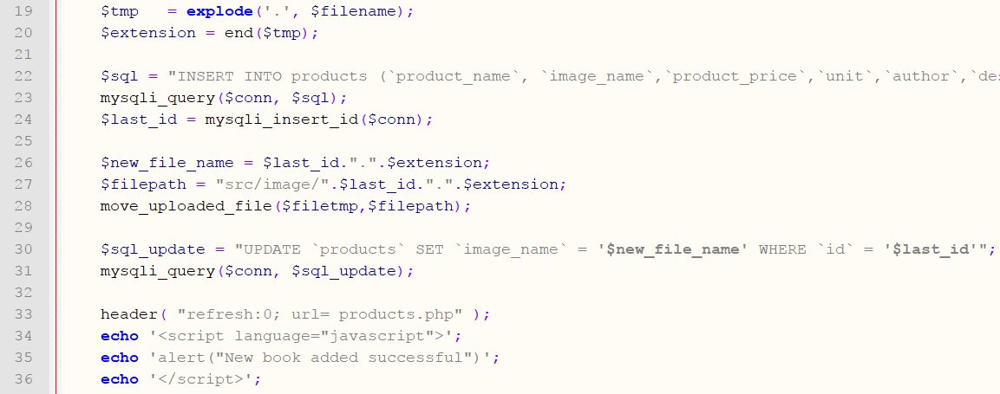 19 $tmp   = explode('.', $filename);
20 $extension = end($tmp);
21
22 $sql = "INSERT INTO products (`product_name`, `image_name`,`product_price`,`unit`,`author`,`des
23 mysqli_query($conn, $sql);
24 $last_id = mysqli_insert_id($conn);
25
26 $new_file_name = $last_id.".".$extension;
27 $filepath = "src/image/".$last_id.".".$extension;
28 move_uploaded_file($filetmp,$filepath);
29
30 $sql_update = "UPDATE `products` SET `image_name` = '$new_file_name' WHERE `id` = '$last_id'";
31 mysqli_query($conn, $sql_update);
32
33 header( "refresh:0; url= products.php" );
34 echo '<script language="javascript">';
35 echo 'alert("New book added successful")';
36 echo '</script>';